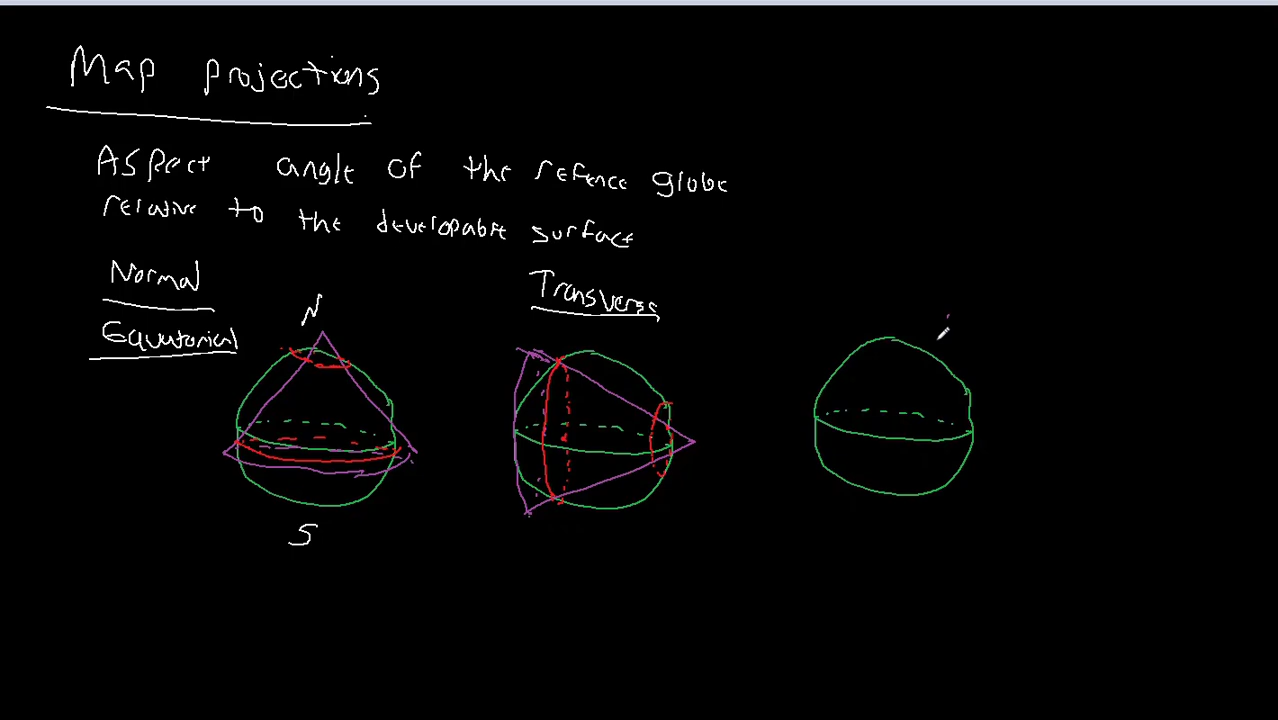 Map projections
Aspect angle of the refence globe
relative to the developable surface
Normal
Transverse
Equatorial
N
S